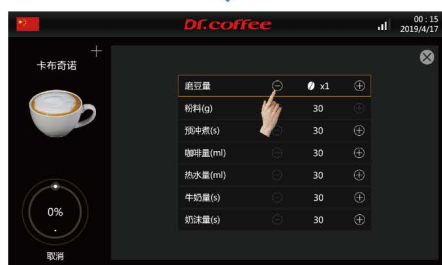 Dr.coffee
00 : 15
2019/4/17
卡布奇诺
磨豆量 x1
粉料(g) 30
预冲煮(s) 30
咖啡量(ml) 30
热水量(ml) 30
牛奶量(s) 30
奶沫量(s) 30
0%
取消